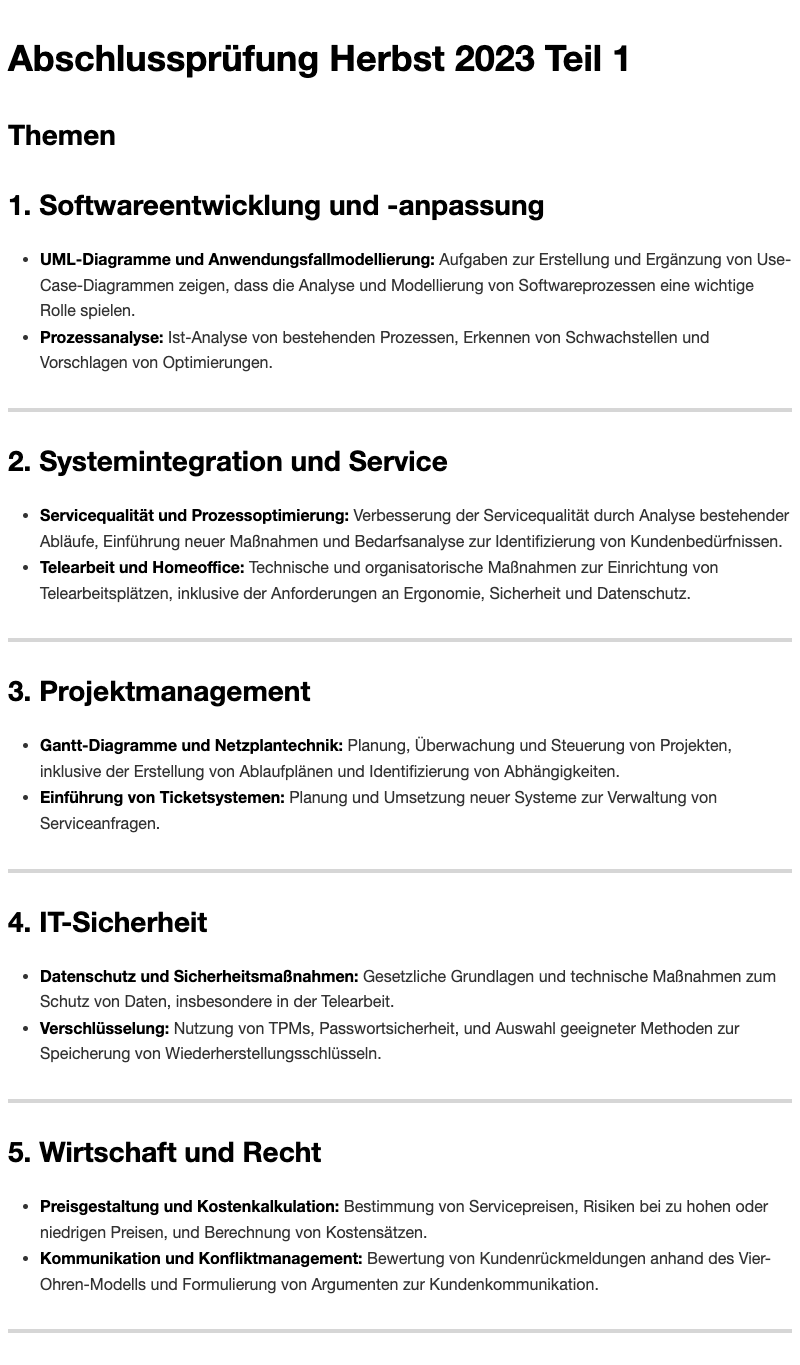 Abschlussprüfung Herbst 2023 Teil 1
Themen
1. Softwareentwicklung und -anpassung
• UML-Diagramme und Anwendungsfallmodellierung: Aufgaben zur Erstellung und Ergänzung von Use-
Case-Diagrammen zeigen, dass die Analyse und Modellierung von Softwareprozessen eine wichtige
Rolle spielen.
• Prozessanalyse: Ist-Analyse von bestehenden Prozessen, Erkennen von Schwachstellen und
Vorschlagen von Optimierungen.
2. Systemintegration und Service
• Servicequalität und Prozessoptimierung: Verbesserung der Servicequalität durch Analyse bestehender
Abläufe, Einführung neuer Maßnahmen und Bedarfsanalyse zur Identifizierung von Kundenbedürfnissen.
• Telearbeit und Homeoffice: Technische und organisatorische Maßnahmen zur Einrichtung von
Telearbeitsplätzen, inklusive der Anforderungen an Ergonomie, Sicherheit und Datenschutz.
3. Projektmanagement
• Gantt-Diagramme und Netzplantechnik: Planung, Überwachung und Steuerung von Projekten,
inklusive der Erstellung von Ablaufplänen und Identifizierung von Abhängigkeiten.
• Einführung von Ticketsystemen: Planung und Umsetzung neuer Systeme zur Verwaltung von
Serviceanfragen.
4. IT-Sicherheit
• Datenschutz und Sicherheitsmaßnahmen: Gesetzliche Grundlagen und technische Maßnahmen zum
Schutz von Daten, insbesondere in der Telearbeit.
• Verschlüsselung: Nutzung von TPMs, Passwortsicherheit, und Auswahl geeigneter Methoden zur
Speicherung von Wiederherstellungsschlüsseln.
5. Wirtschaft und Recht
• Preisgestaltung und Kostenkalkulation: Bestimmung von Servicepreisen, Risiken bei zu hohen oder
niedrigen Preisen, und Berechnung von Kostensätzen.
• Kommunikation und Konfliktmanagement: Bewertung von Kundenrückmeldungen anhand des Vier-
Ohren-Modells und Formulierung von Argumenten zur Kundenkommunikation.